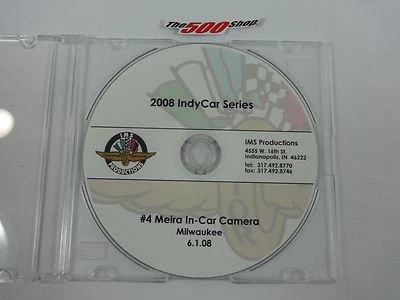 The 500 Shop.
2008 IndyCar Series
IMS Productions
4555 W. 16th St.
Indianapolis, IN 46222
tel: 317.492.8770
fax: 317.492.8746
IMS
PRODUCTIONS
#4 Meira In-Car Camera
Milwaukee
6.1.08